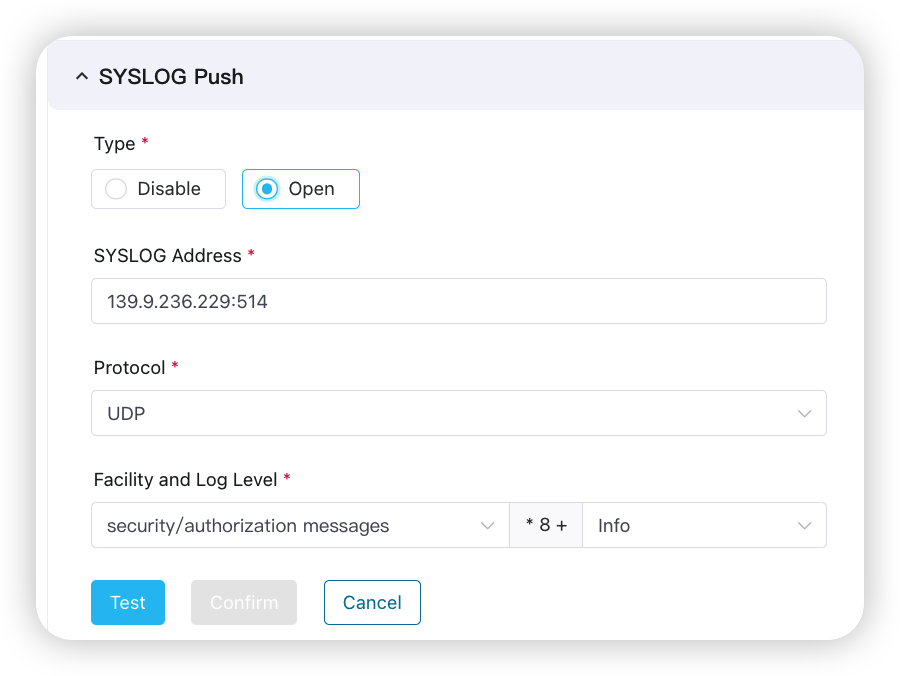 SYSLOG Push
Type *
Disable Open
SYSLOG Address *
139.9.236.229:514
Protocol *
UDP
Facility and Log Level *
security/authorization messages * 8 + Info
Test Confirm Cancel